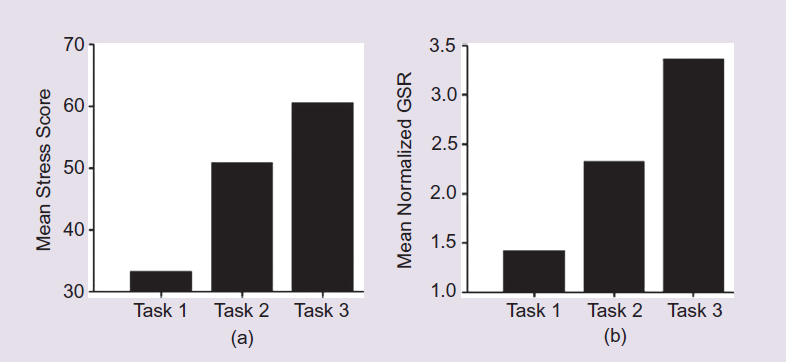 Mean Stress Score
70
60
50
40
30
Task 1 Task 2 Task 3
(a)
Mean Normalized GSR
3.5
3.0
2.5
2.0
1.5
1.0
Task 1 Task 2 Task 3
(b)